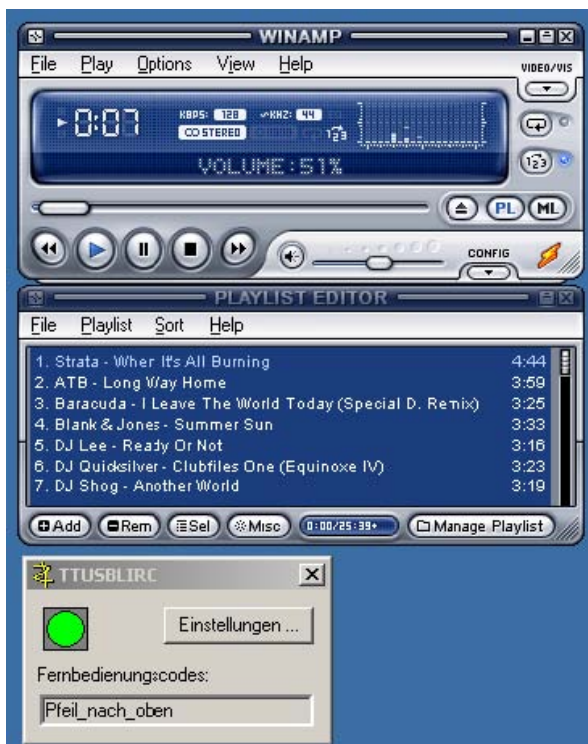 WINAMP
File Play Options View Help
VIDEO/VIS
0:07
KBPS: 128 KHZ: 44
STEREO
123
VOLUME: 51%
123
PL ML
CONFIG
PLAYLIST EDITOR
File Playlist Sort Help
1. Strata - When It's All Burning 4:44
2. ATB - Long Way Home 3:59
3. Baracuda - I Leave The World Today (Special D. Remix) 3:25
4. Blank & Jones - Summer Sun 3:33
5. DJ Lee - Ready Or Not 3:16
6. DJ Quicksilver - Clubfiles One (Equinoxe IV) 3:23
7. DJ Shog - Another World 3:19
Add Rem Sel Misc 0:00/25:39+ Manage Playlist
TTUSBLIRC
Einstellungen ...
Fernbedienungscodes:
Pfeil_nach_oben